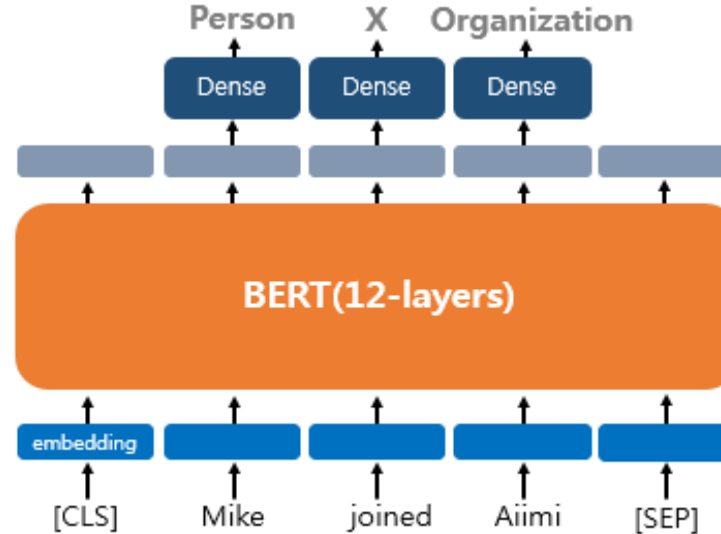 Person X Organization
Dense Dense Dense
BERT(12-layers)
embedding
[CLS] Mike joined Aiimi [SEP]